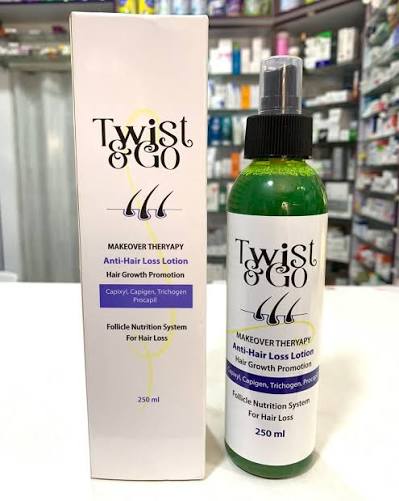 Twist
& Go
MAKEOVER THERYAPY
Anti-Hair Loss Lotion
Hair Growth Promotion
Capixyl, Capigen, Trichogen
Procapil
Follicle Nutrition System
For Hair Loss
250 ml
Twist
& Go
MAKEOVER THERYAPY
Anti-Hair Loss Lotion
Hair Growth Promotion
Capixyl, Capigen, Trichogen, Procapil
Follicle Nutrition System
For Hair Loss
250 ml